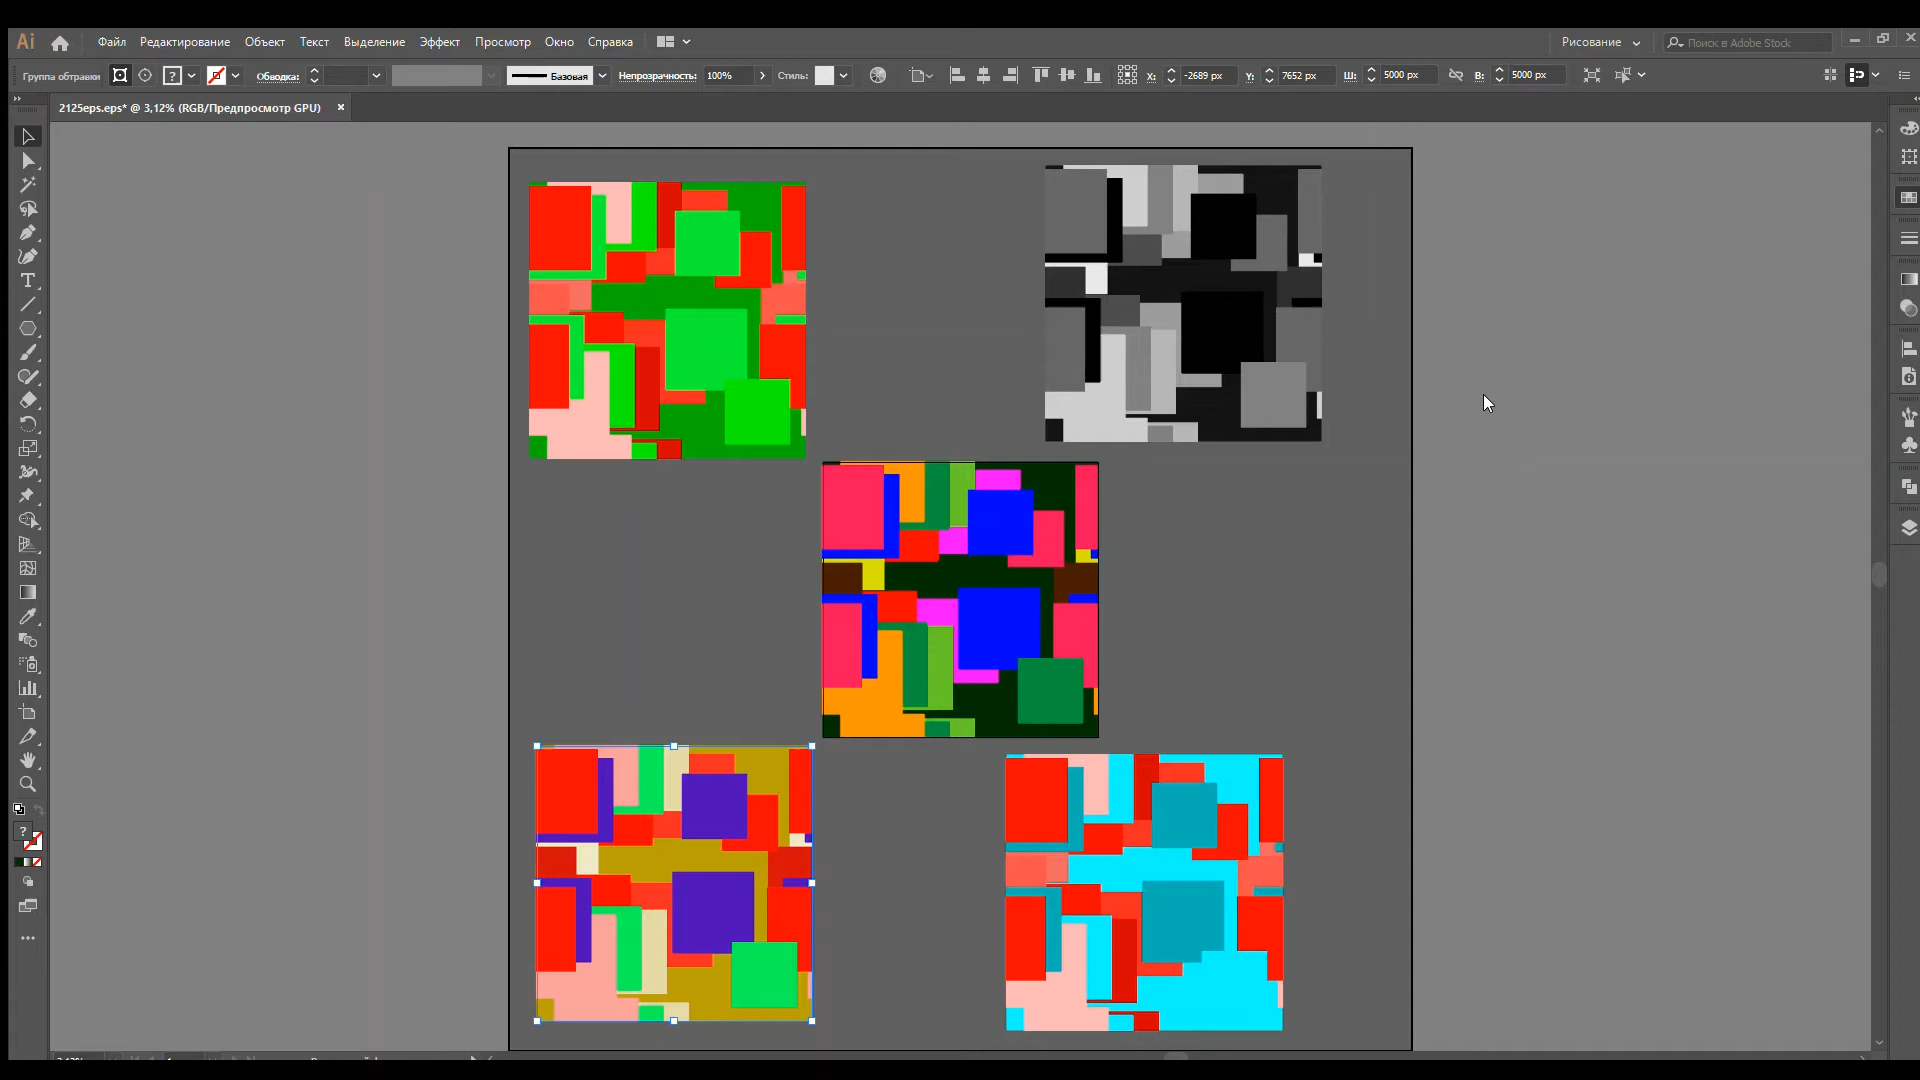 Ai Файл Редактирование Объект Текст Выделение Эффект Просмотр Окно Справка Рисование Поиск в Adobe Stock
Группа обтравки ? Обводка: Базовая Непрозрачность: 100% Стиль: X: -2689 px Y: 7652 px Ш: 5000 px В: 5000 px
2125eps.eps* @ 3,12% (RGB/Предпросмотр GPU) ×
T
?